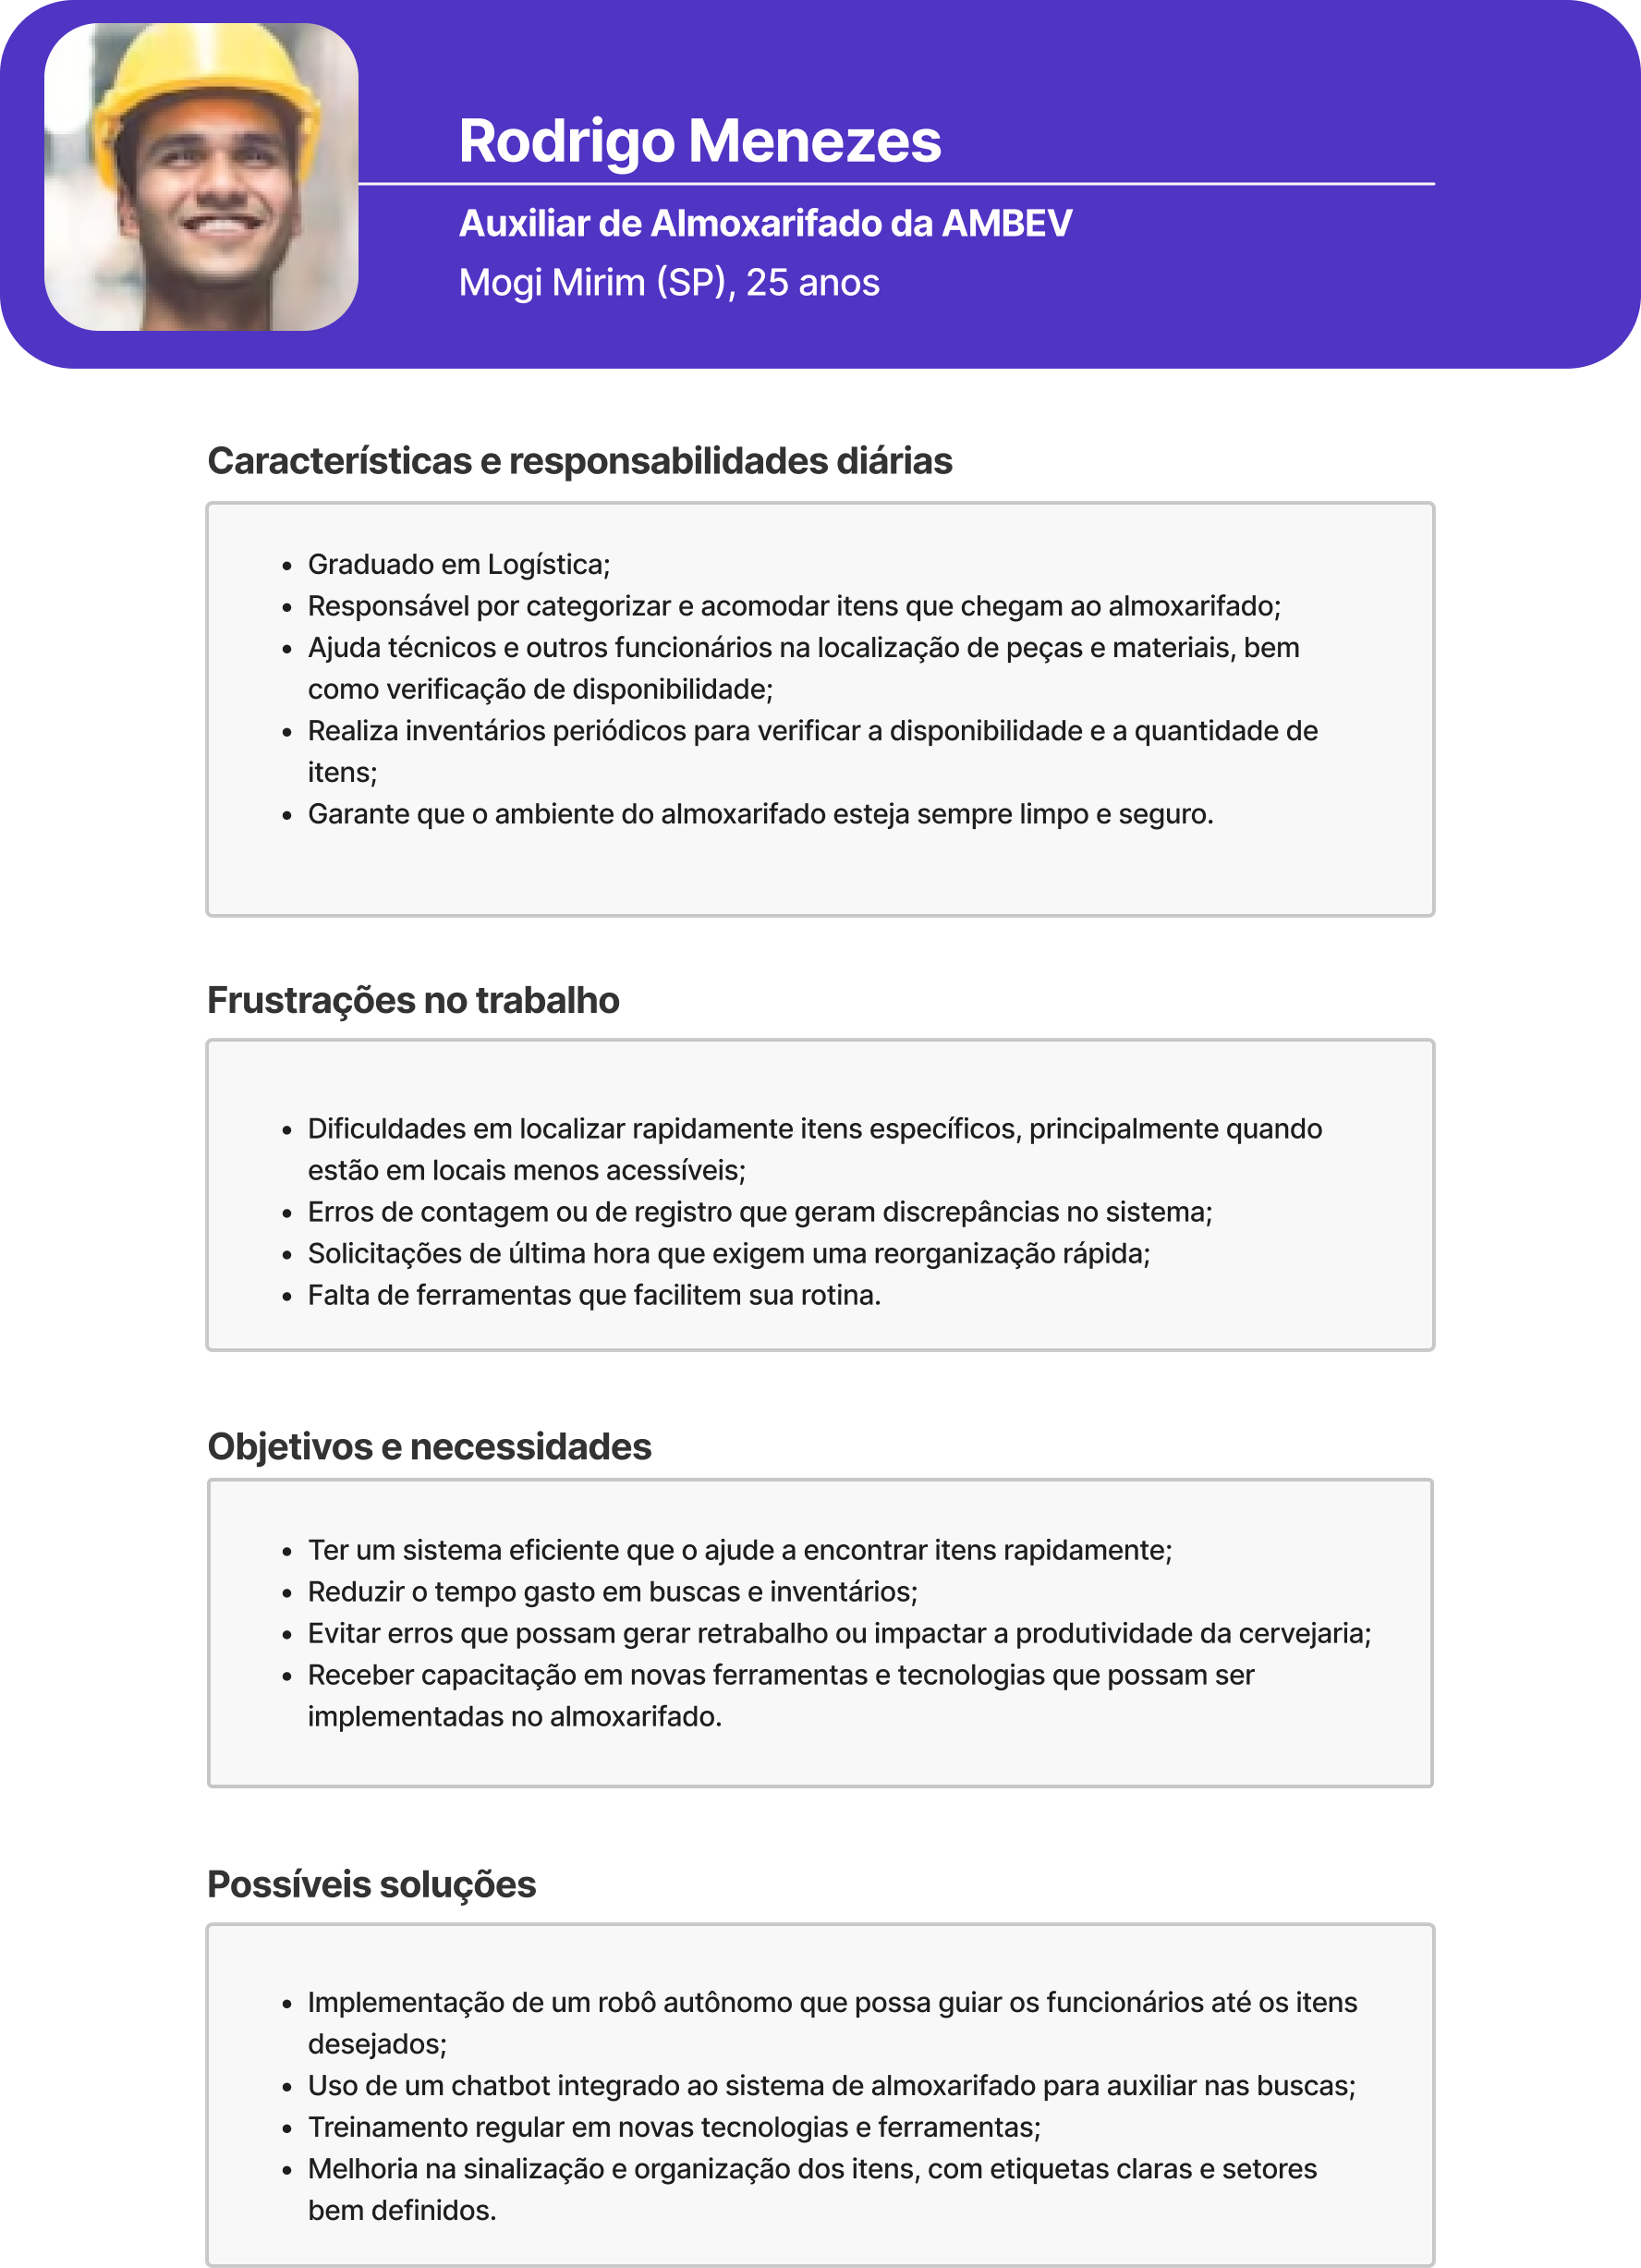 Rodrigo Menezes
Auxiliar de Almoxarifado da AMBEV
Mogi Mirim (SP), 25 anos
Características e responsabilidades diárias
• Graduado em Logística;
• Responsável por categorizar e acomodar itens que chegam ao almoxarifado;
• Ajuda técnicos e outros funcionários na localização de peças e materiais, bem
como verificação de disponibilidade;
• Realiza inventários periódicos para verificar a disponibilidade e a quantidade de
itens;
• Garante que o ambiente do almoxarifado esteja sempre limpo e seguro.
Frustrações no trabalho
• Dificuldades em localizar rapidamente itens específicos, principalmente quando
estão em locais menos acessíveis;
• Erros de contagem ou de registro que geram discrepâncias no sistema;
• Solicitações de última hora que exigem uma reorganização rápida;
• Falta de ferramentas que facilitem sua rotina.
Objetivos e necessidades
• Ter um sistema eficiente que o ajude a encontrar itens rapidamente;
• Reduzir o tempo gasto em buscas e inventários;
• Evitar erros que possam gerar retrabalho ou impactar a produtividade da cervejaria;
• Receber capacitação em novas ferramentas e tecnologias que possam ser
implementadas no almoxarifado.
Possíveis soluções
• Implementação de um robô autônomo que possa guiar os funcionários até os itens
desejados;
• Uso de um chatbot integrado ao sistema de almoxarifado para auxiliar nas buscas;
• Treinamento regular em novas tecnologias e ferramentas;
• Melhoria na sinalização e organização dos itens, com etiquetas claras e setores
bem definidos.